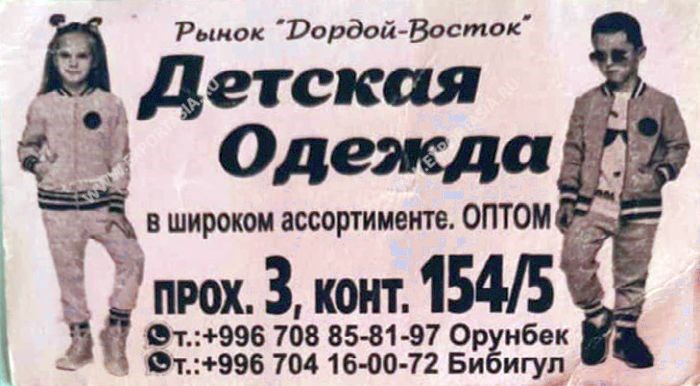 Рынок "Дордой-Восток"
Детская
Одежда
в широком ассортименте. ОПТОМ
прох. 3, конт. 154/5
т.:+996 708 85-81-97 Орунбек
т.:+996 704 16-00-72 Бибигул